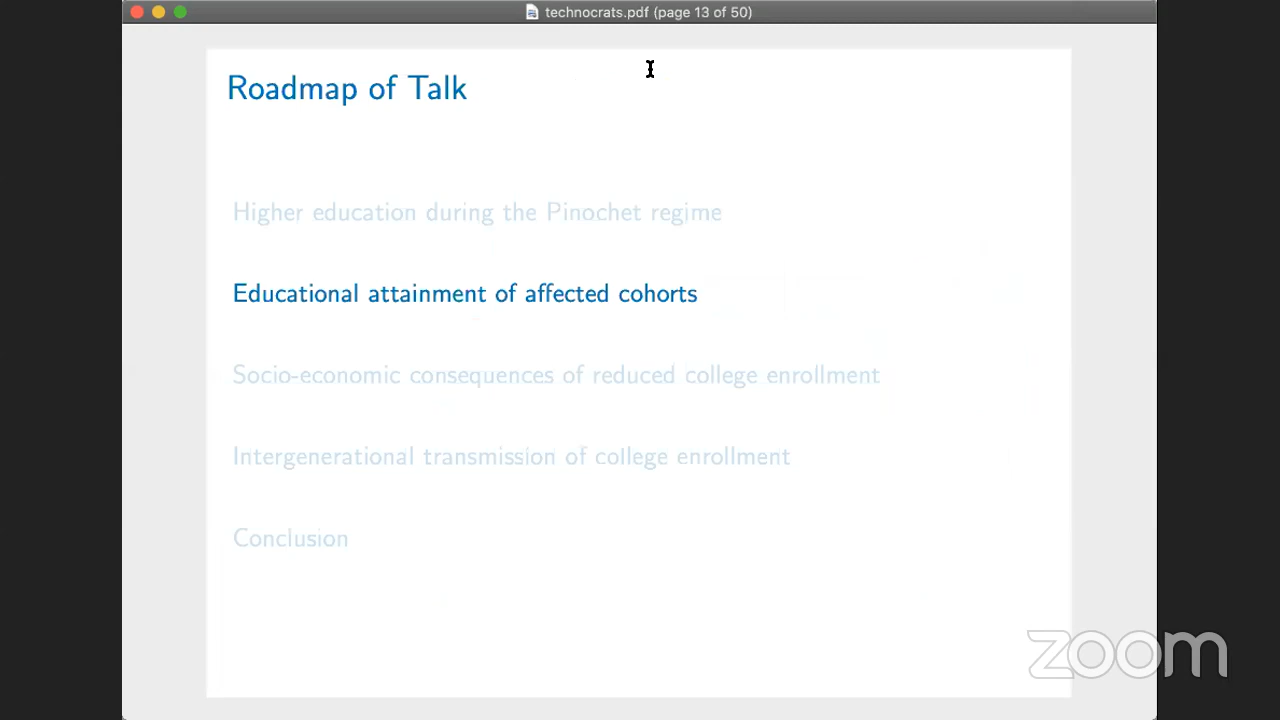 technocrats.pdf (page 13 of 50)
Roadmap of Talk
Higher education during the Pinochet regime
Educational attainment of affected cohorts
Socio-economic consequences of reduced college enrollment
Intergenerational transmission of college enrollment
Conclusion
zoom